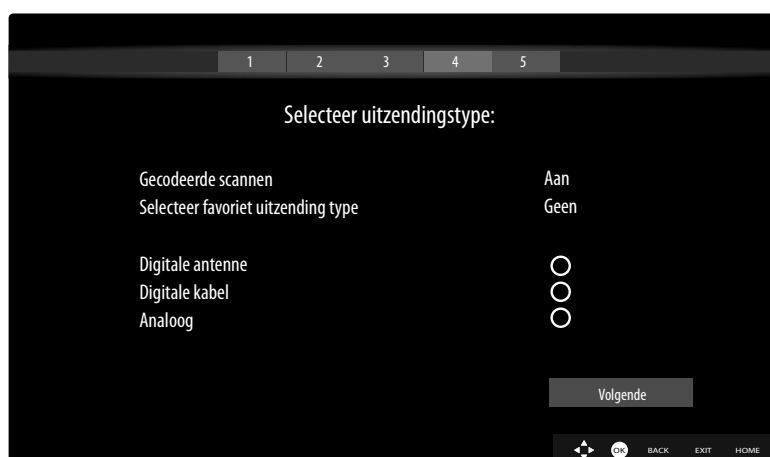 1 2 3 4 5
Selecteer uitzendingstype:
Gecodeerde scannen Aan
Selecteer favoriet uitzending type Geen
Digitale antenne
Digitale kabel
Analoog
Volgende
OK BACK EXIT HOME